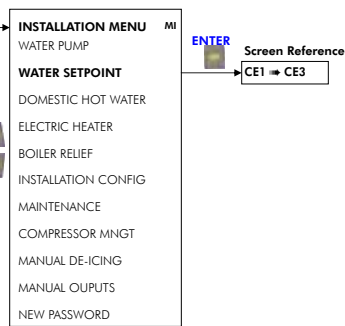 INSTALLATION MENU MI
WATER PUMP
WATER SETPOINT
DOMESTIC HOT WATER
ELECTRIC HEATER
BOILER RELIEF
INSTALLATION CONFIG
MAINTENANCE
COMPRESSOR MNGT
MANUAL DE-ICING
MANUAL OUPUTS
NEW PASSWORD
ENTER
Screen Reference
CE1 ➠ CE3